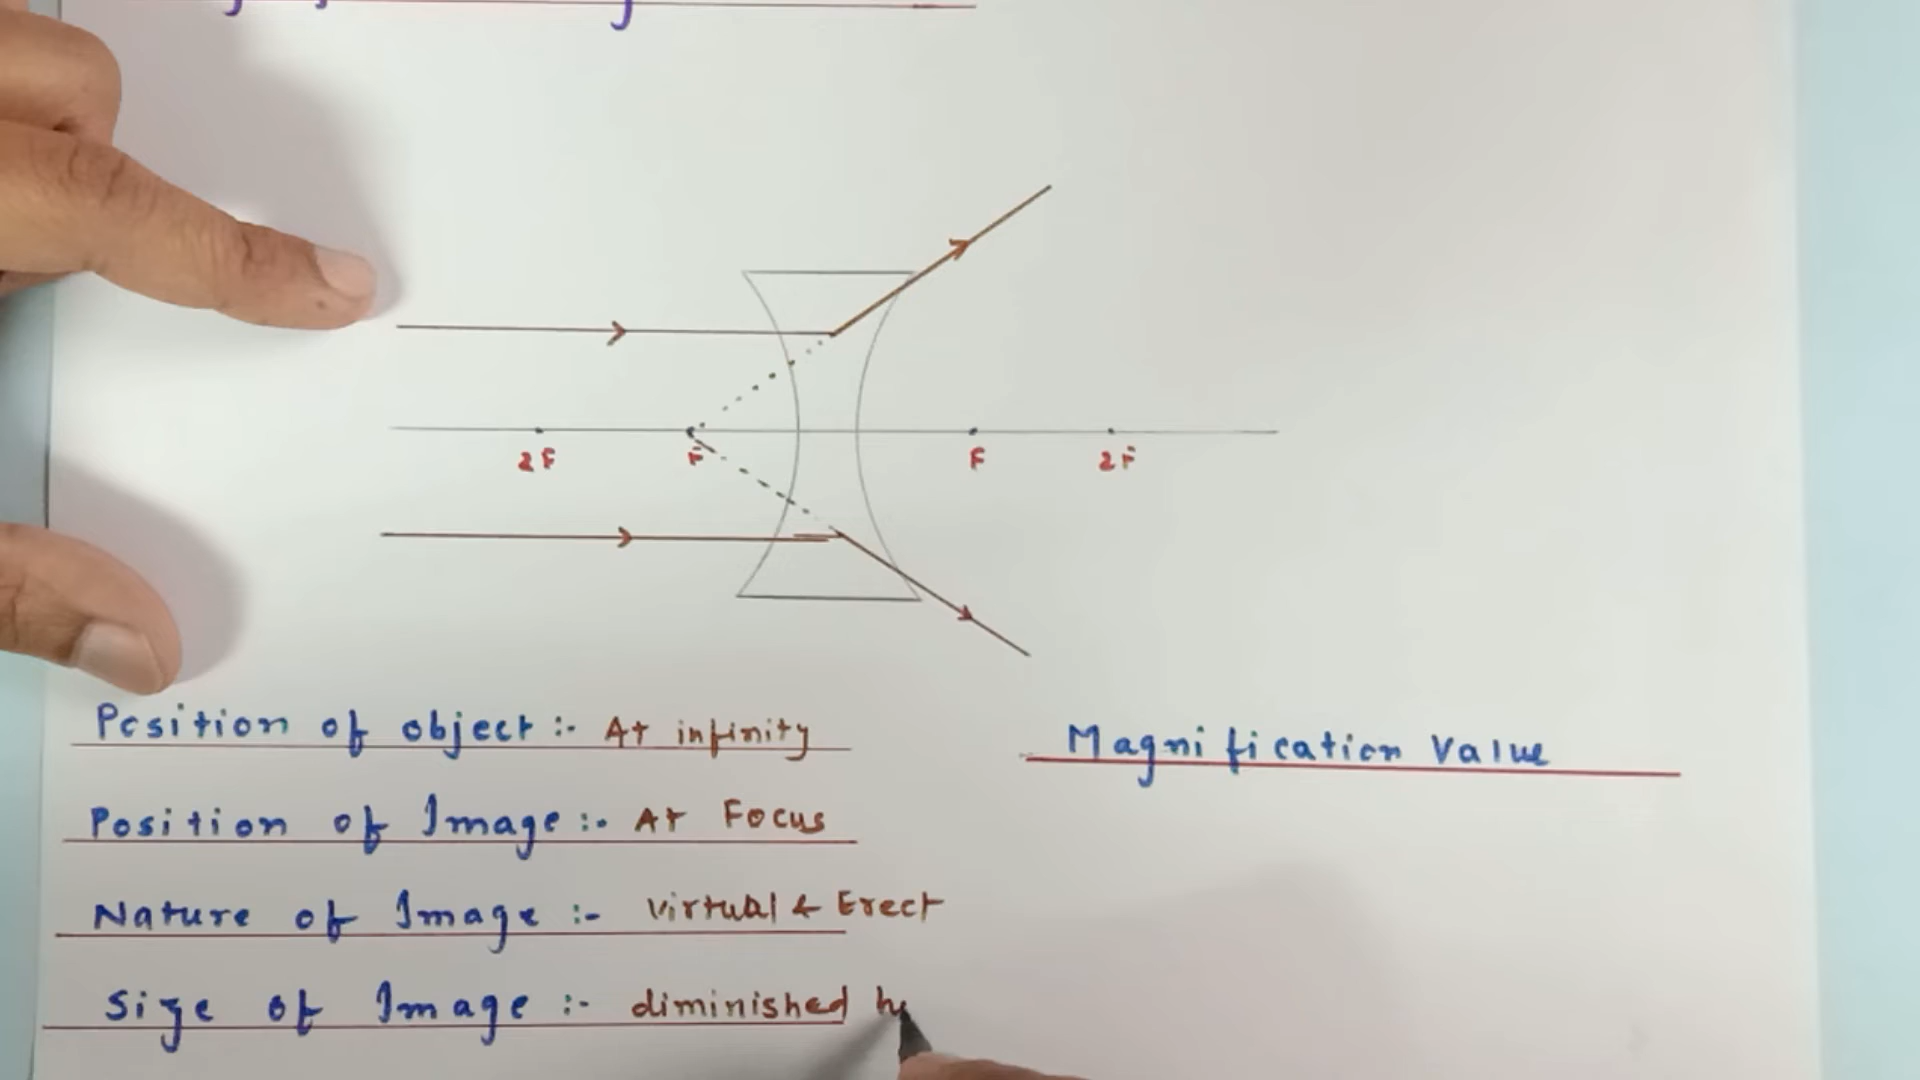 2F F F 2F
Position of object :- At infinity
Magnification Value
Position of Image :- At Focus
Nature of Image :- Virtual & Erect
Size of Image :- diminished